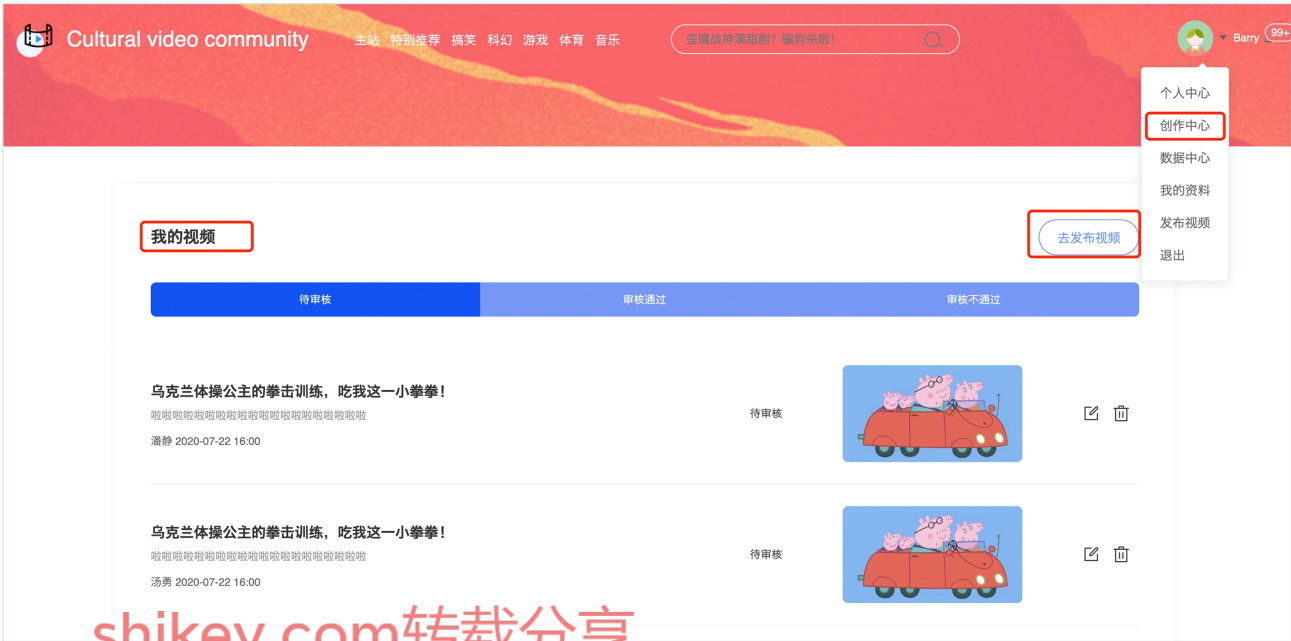 Cultural video community
主站 特别推荐 搞笑 科幻 游戏 体育 音乐
歪嘴战神演甜剧？骗狗杀啦！
Barry
99+
个人中心
创作中心
数据中心
我的资料
发布视频
退出
我的视频
去发布视频
待审核
审核通过
审核不通过
乌克兰体操公主的拳击训练，吃我这一小拳拳！
啦啦啦啦啦啦啦啦啦啦啦啦啦啦啦啦啦啦啦啦
潘静 2020-07-22 16:00
待审核
乌克兰体操公主的拳击训练，吃我这一小拳拳！
啦啦啦啦啦啦啦啦啦啦啦啦啦啦啦啦啦啦啦啦
汤勇 2020-07-22 16:00
待审核
shikey.com转载分享